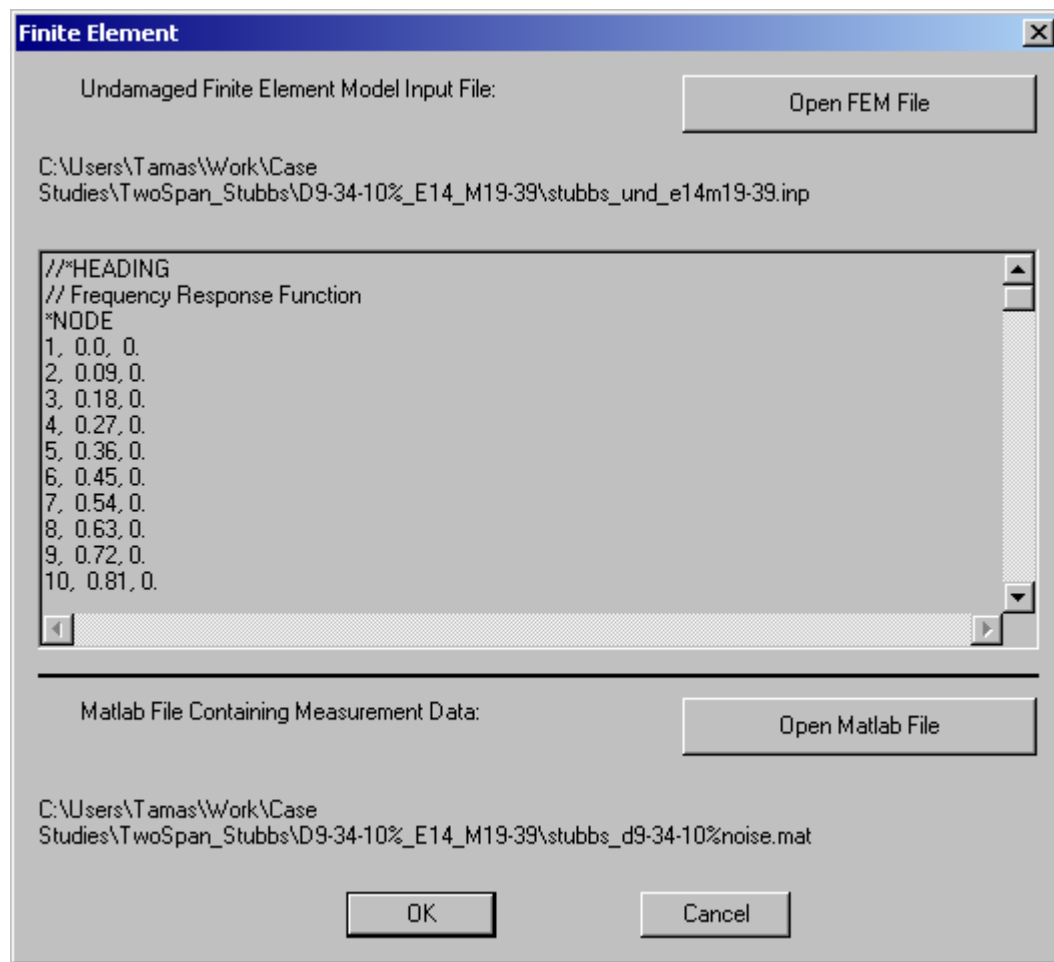 Finite Element
Undamaged Finite Element Model Input File:
Open FEM File
C:\Users\Tamas\Work\Case
Studies\TwoSpan_Stubbs\D9-34-10%_E14_M19-39\stubbs_und_e14m19-39.inp
//*HEADING
// Frequency Response Function
*NODE
1,  0.0,  0.
2,  0.09, 0.
3,  0.18, 0.
4,  0.27, 0.
5,  0.36, 0.
6,  0.45, 0.
7,  0.54, 0.
8,  0.63, 0.
9,  0.72, 0.
10,  0.81, 0.
Matlab File Containing Measurement Data:
Open Matlab File
C:\Users\Tamas\Work\Case
Studies\TwoSpan_Stubbs\D9-34-10%_E14_M19-39\stubbs_d9-34-10%noise.mat
OK
Cancel